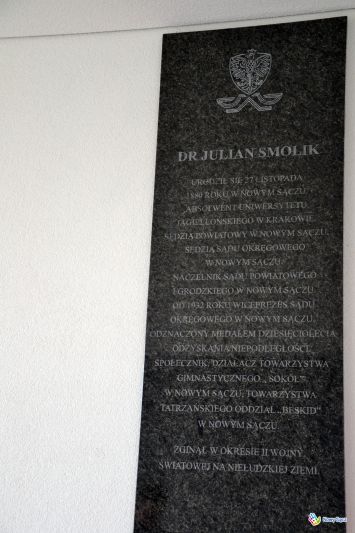 DR JULIAN SMOLIK
URODZIŁ SIĘ 27 LISTOPADA
1880 ROKU W NOWYM SĄCZU.
ABSOLWENT UNIWERSYTETU
JAGIELLOŃSKIEGO W KRAKOWIE.
SĘDZIA POWIATOWY W NOWYM SĄCZU,
SĘDZIA SĄDU OKRĘGOWEGO
W NOWYM SĄCZU
NACZELNIK SĄDU POWIATOWEGO
I GRODZKIEGO W NOWYM SĄCZU,
OD 1932 ROKU WICEPREZES SĄDU
OKRĘGOWEGO W NOWYM SĄCZU,
ODZNACZONY MEDALEM DZIESIĘCIOLECIA
ODZYSKANIA NIEPODLEGŁOŚCI,
SPOŁECZNIK, DZIAŁACZ TOWARZYSTWA
GIMNASTYCZNEGO „SOKÓŁ"
W NOWYM SĄCZU, TOWARZYSTWA
TATRZAŃSKIEGO ODDZIAŁ „BESKID"
W NOWYM SĄCZU.
ZGINĄŁ W OKRESIE II WOJNY
ŚWIATOWEJ NA NIELUDZKIEJ ZIEMI.
Nowy Sącz